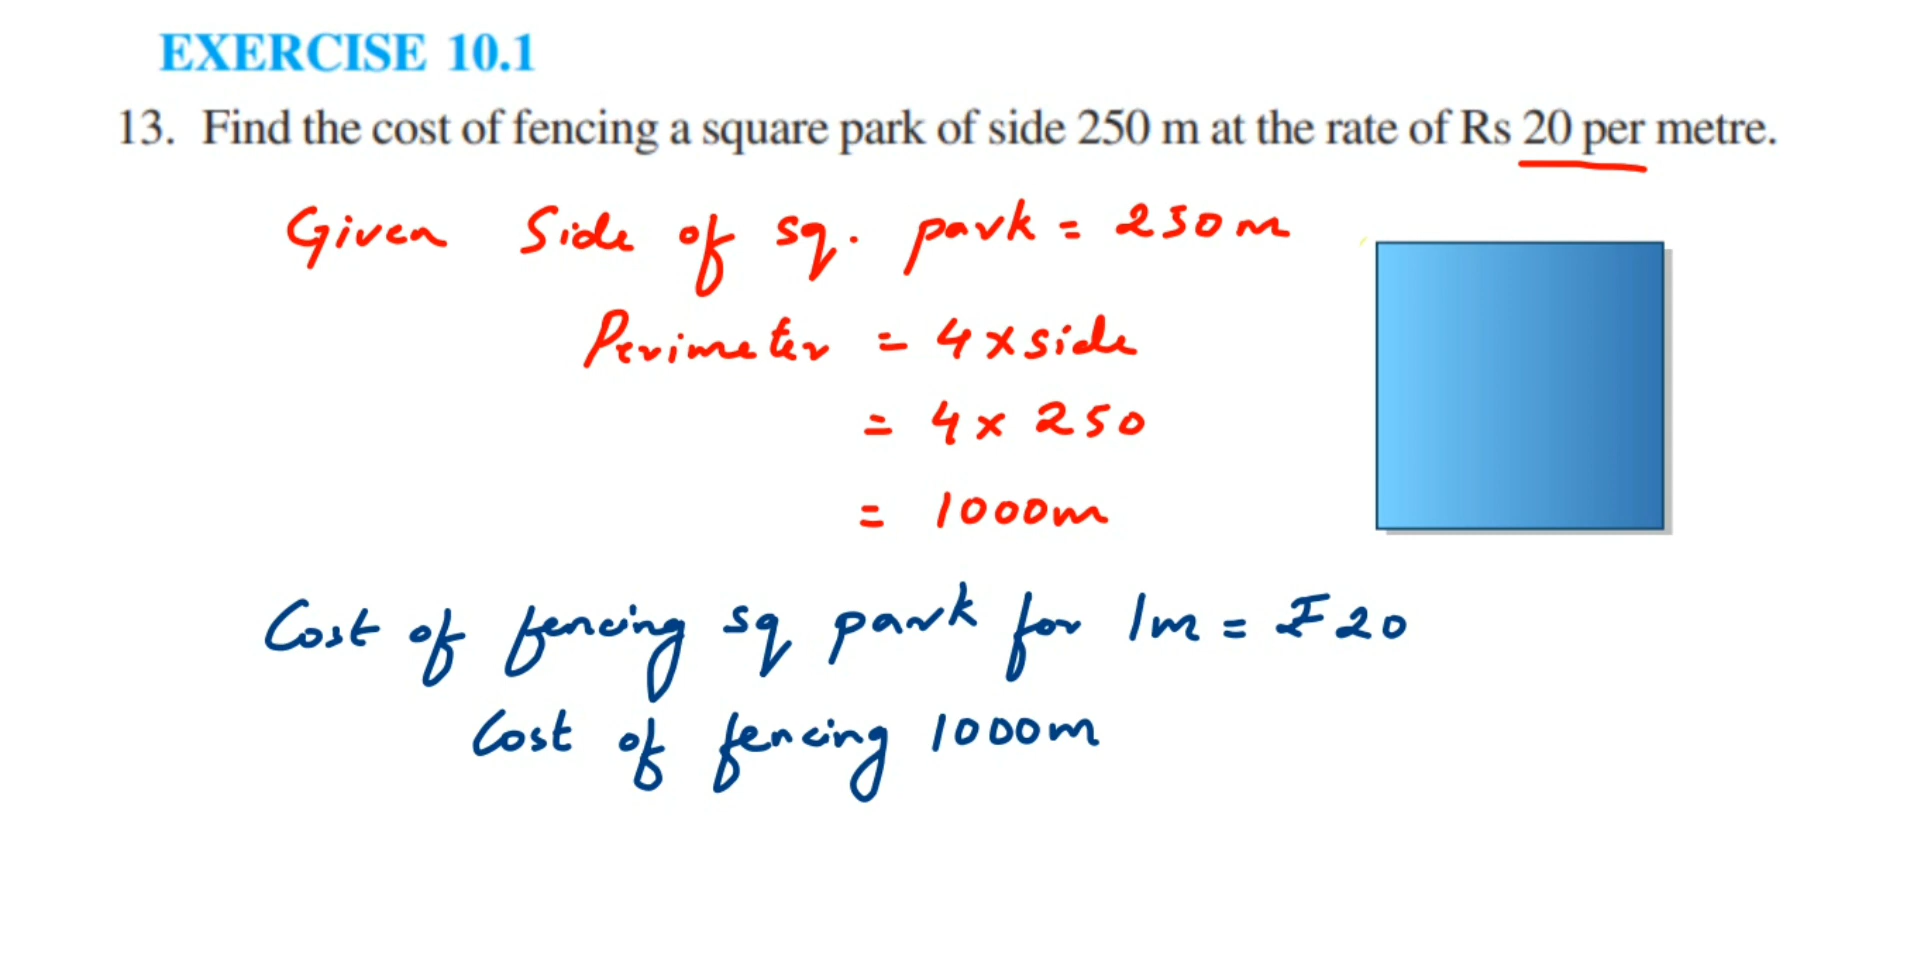 EXERCISE 10.1
13. Find the cost of fencing a square park of side 250 m at the rate of Rs 20 per metre.
Given Side of sq. park = 250m
Perimeter = 4 × side
= 4 × 250
= 1000m
Cost of fencing sq park for 1m = ₹ 20
Cost of fencing 1000m